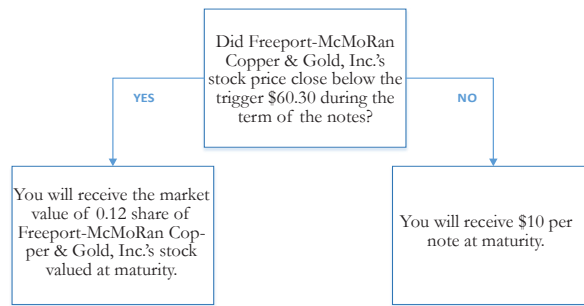 Did Freeport-McMoRan
Copper & Gold, Inc.'s
stock price close below the
trigger $60.30 during the
term of the notes?
YES
NO
You will receive the market
value of 0.12 share of
Freeport-McMoRan Cop-
per & Gold, Inc.'s stock
valued at maturity.
You will receive $10 per
note at maturity.